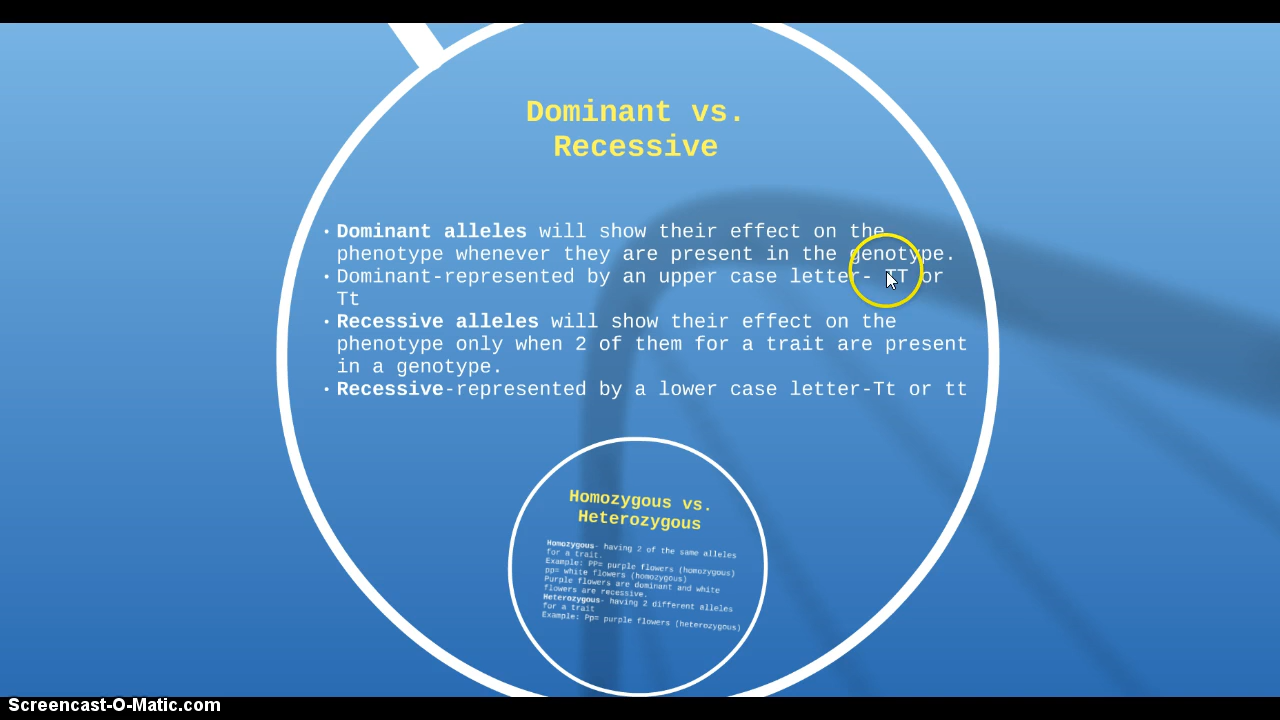 Dominant vs.
Recessive
• Dominant alleles will show their effect on the
phenotype whenever they are present in the genotype.
• Dominant-represented by an upper case letter- TT or
Tt
• Recessive alleles will show their effect on the
phenotype only when 2 of them for a trait are present
in a genotype.
• Recessive-represented by a lower case letter-Tt or tt
Homozygous vs.
Heterozygous
Homozygous- having 2 of the same alleles
for a trait.
Example: PP= purple flowers (homozygous)
pp= white flowers (homozygous)
Purple flowers are dominant and white
flowers are recessive.
Heterozygous- having 2 different alleles
for a trait
Example: Pp= purple flowers (heterozygous)
Screencast-O-Matic.com